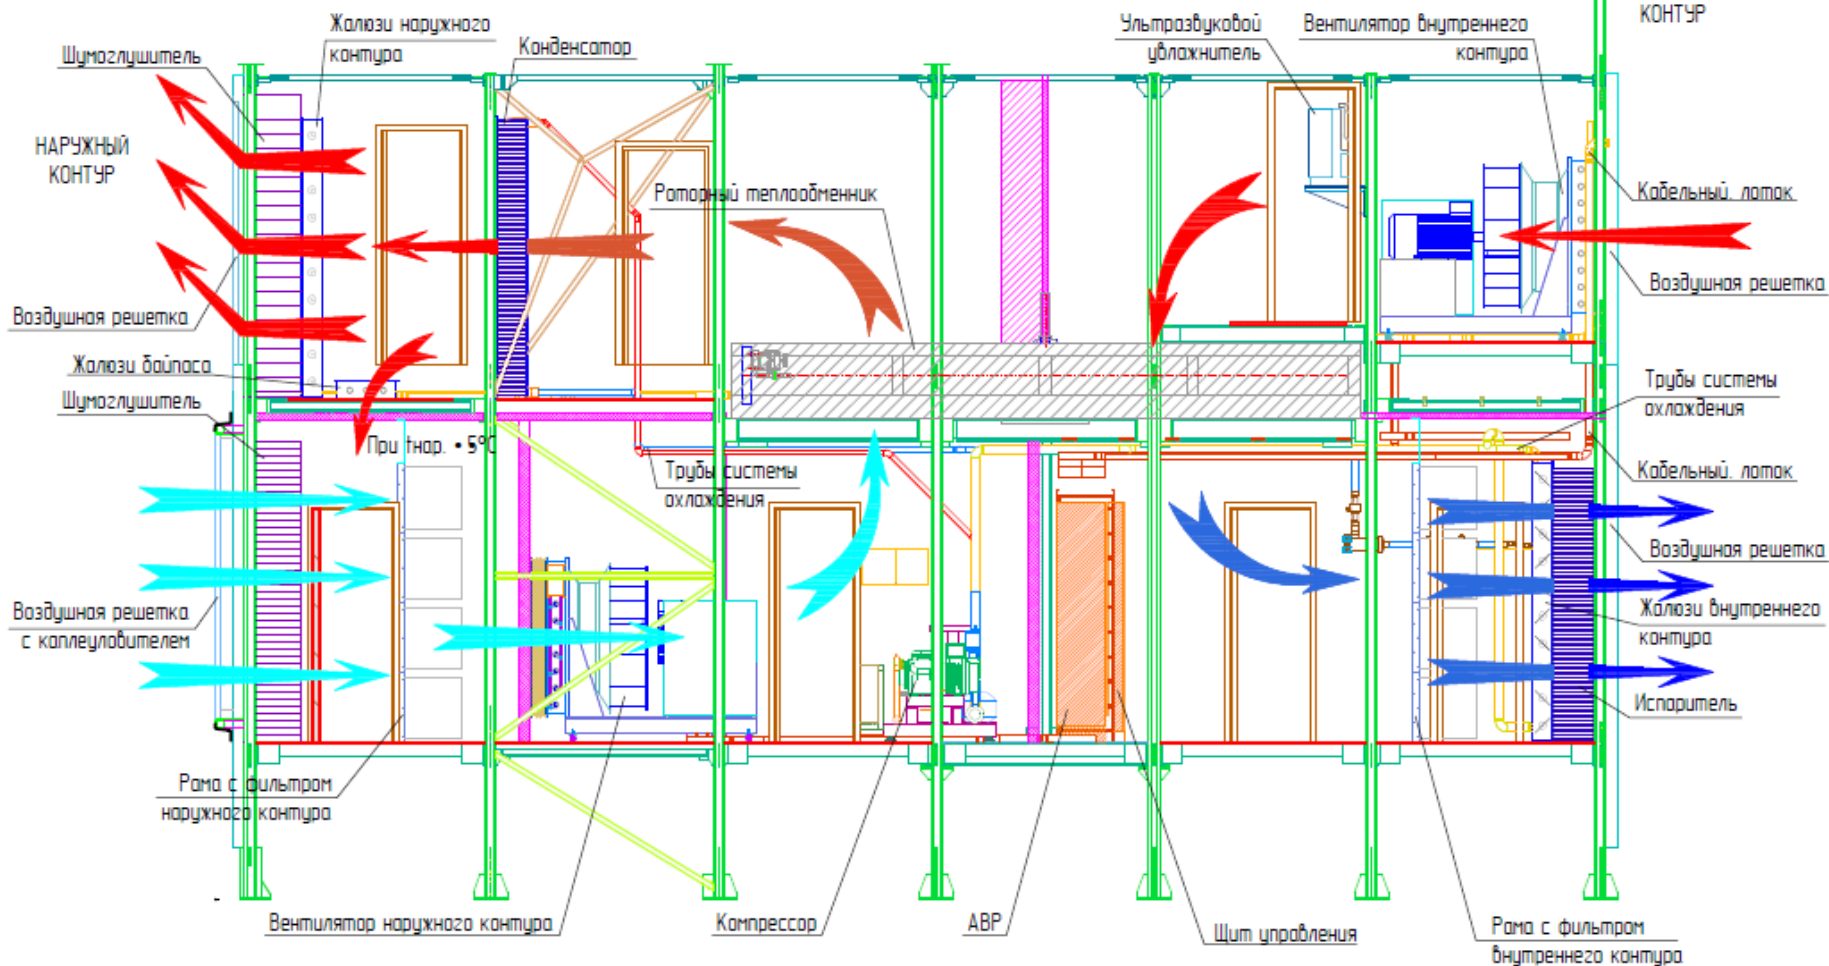 КОНТУР
Жалюзи наружного
контура
Ультразвуковой
увлажнитель
Вентилятор внутреннего
контура
Шумоглушитель
Конденсатор
НАРУЖНЫЙ
КОНТУР
Роторный теплообменник
Кабельный. лоток
Воздушная решетка
Воздушная решетка
Жалюзи байпаса
Шумоглушитель
При tнар. • 5°C
Трубы системы
охлаждения
Трубы системы
охлаждения
Кабельный. лоток
Воздушная решетка
Воздушная решетка
с каплеуловителем
Жалюзи внутреннего
контура
Испаритель
Рама с фильтром
наружного контура
Вентилятор наружного контура
Компрессор
АВР
Щит управления
Рама с фильтром
внутреннего контура